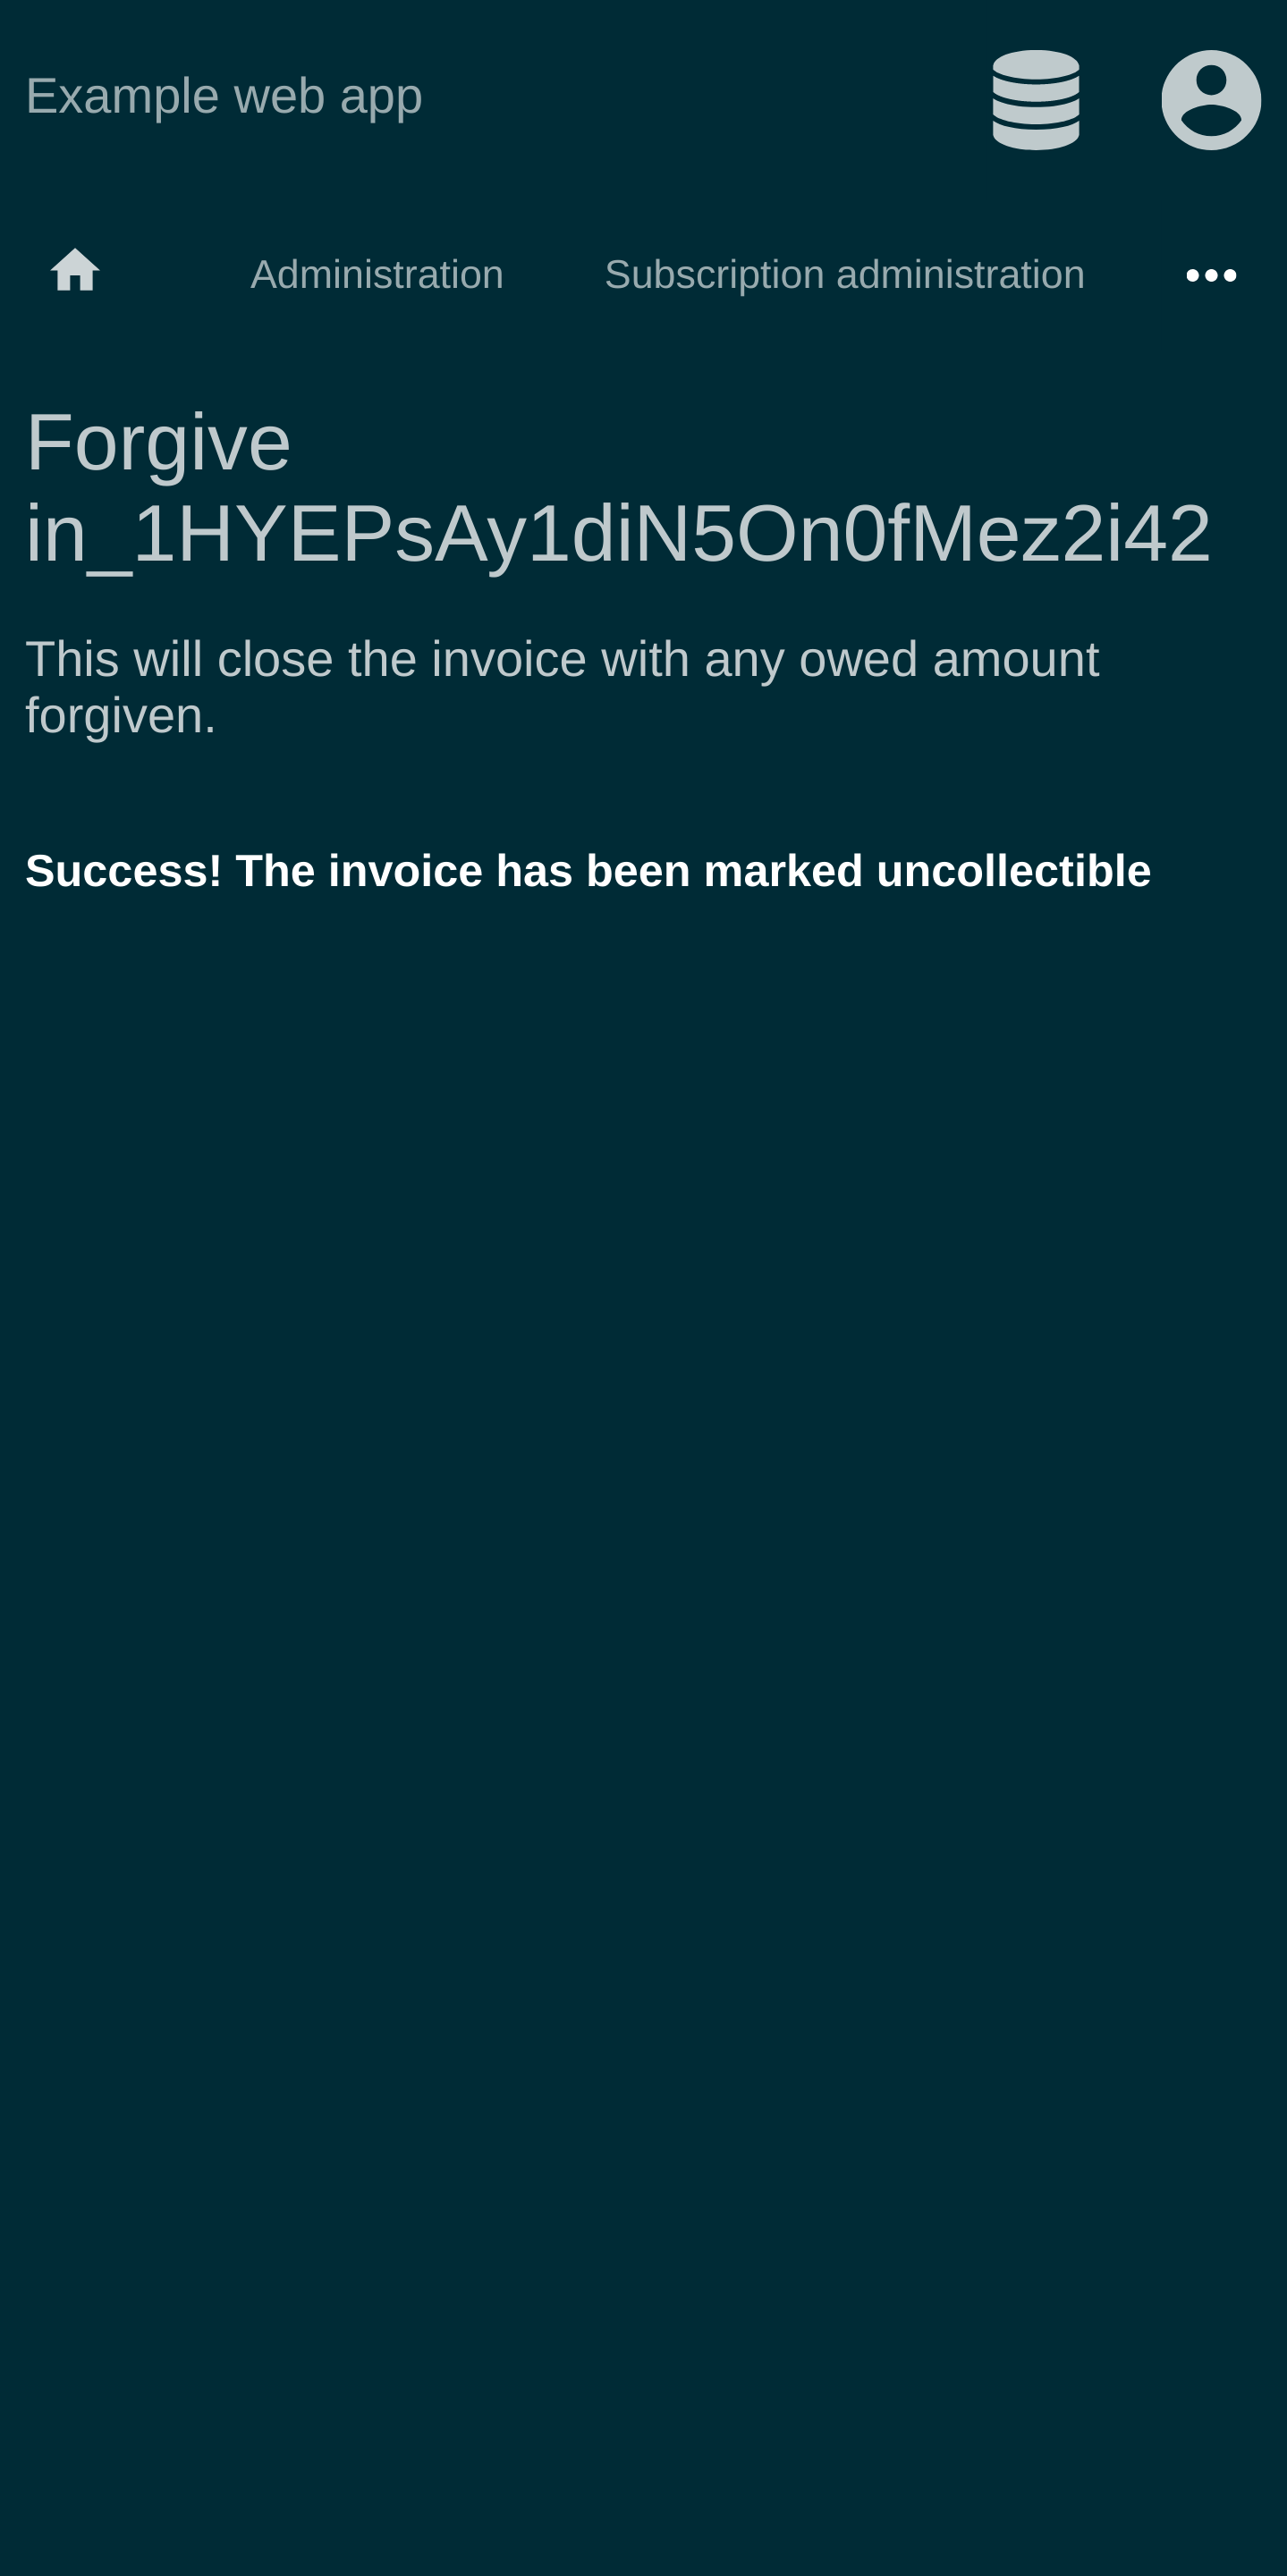 Example web app
Administration Subscription administration
Forgive
in_1HYEPsAy1diN5On0fMez2i42
This will close the invoice with any owed amount
forgiven.
Success! The invoice has been marked uncollectible